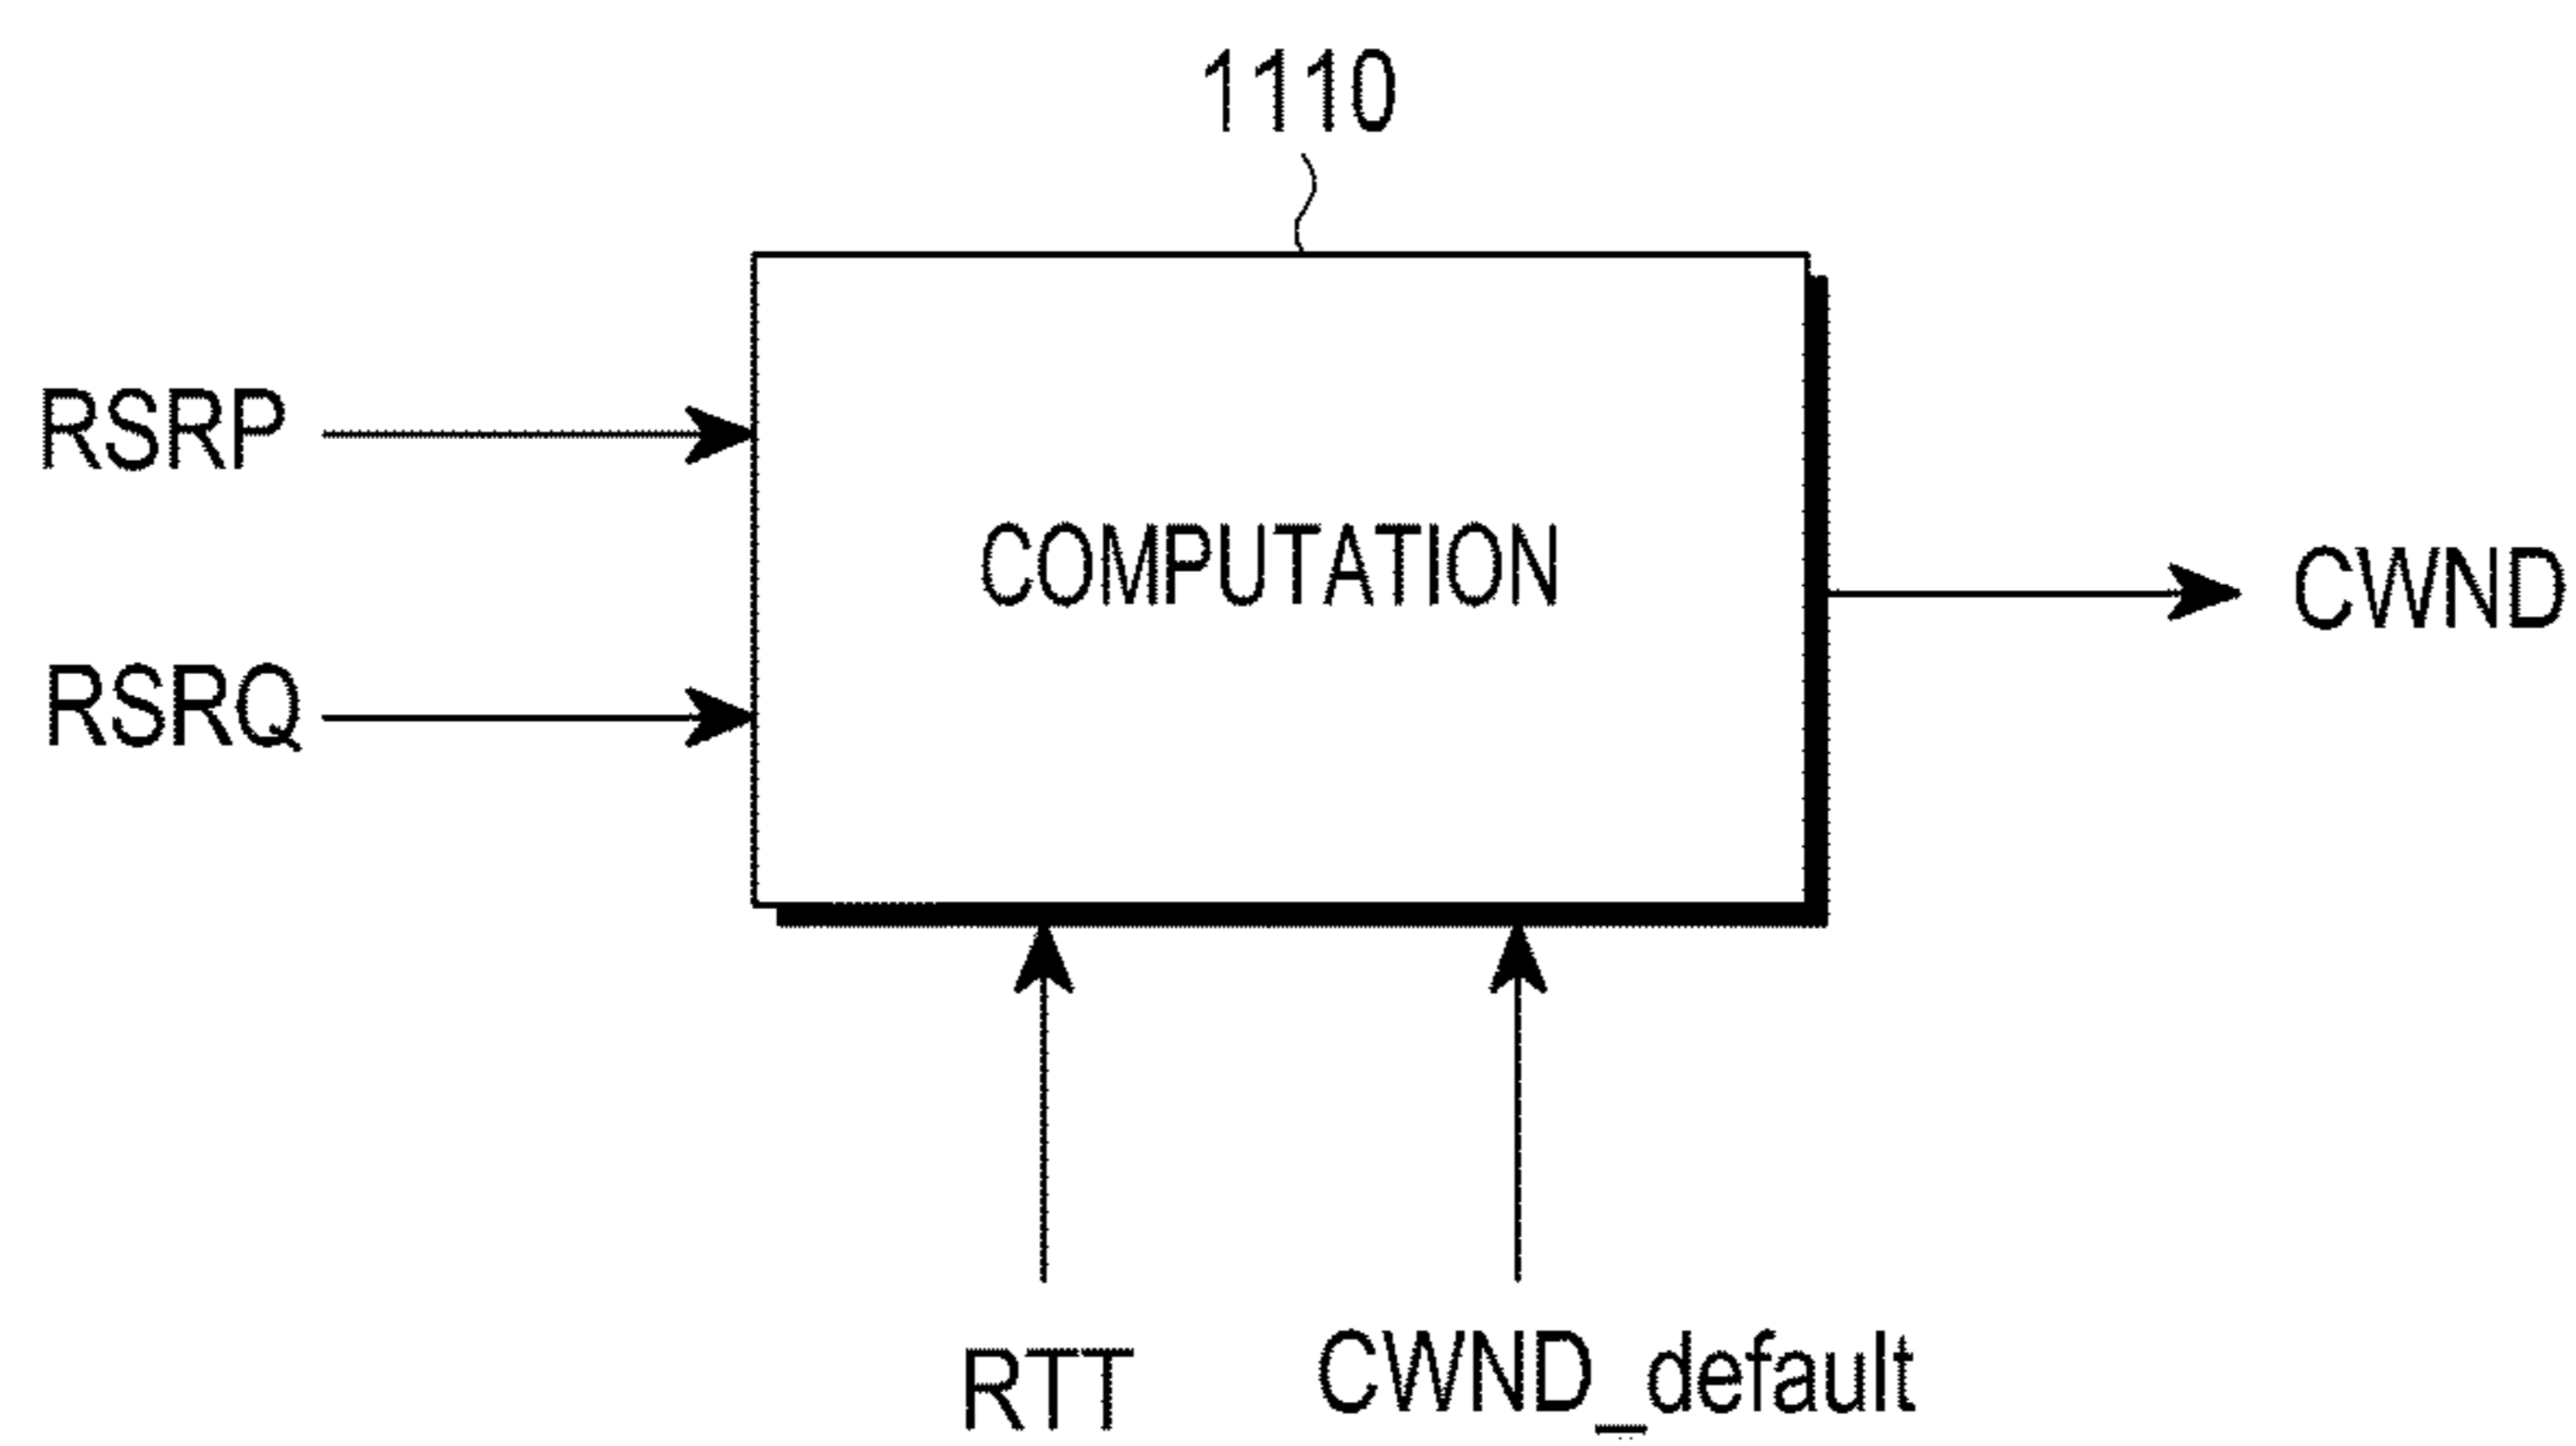 1110
RSRP
COMPUTATION
CWND
RSRQ
RTT
CWND_default